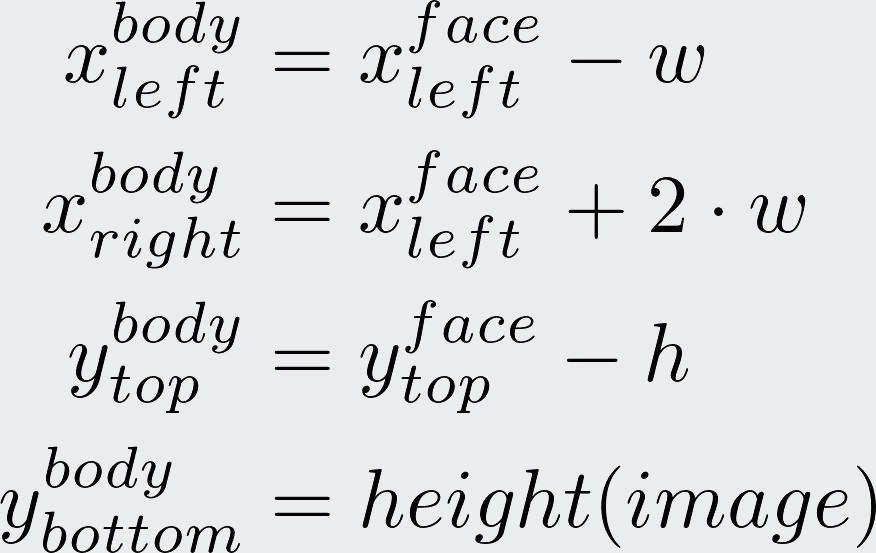 x_{left}^{body} = x_{left}^{face} - w
x_{right}^{body} = x_{left}^{face} + 2 · w
y_{top}^{body} = y_{top}^{face} - h
y_{bottom}^{body} = height(image)